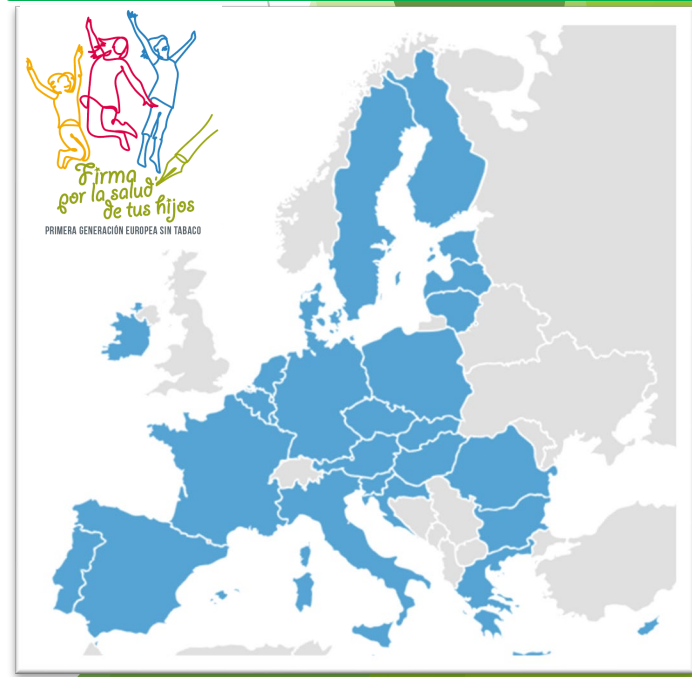 Firma
por la salud
de tus hijos
PRIMERA GENERACIÓN EUROPEA SIN TABACO